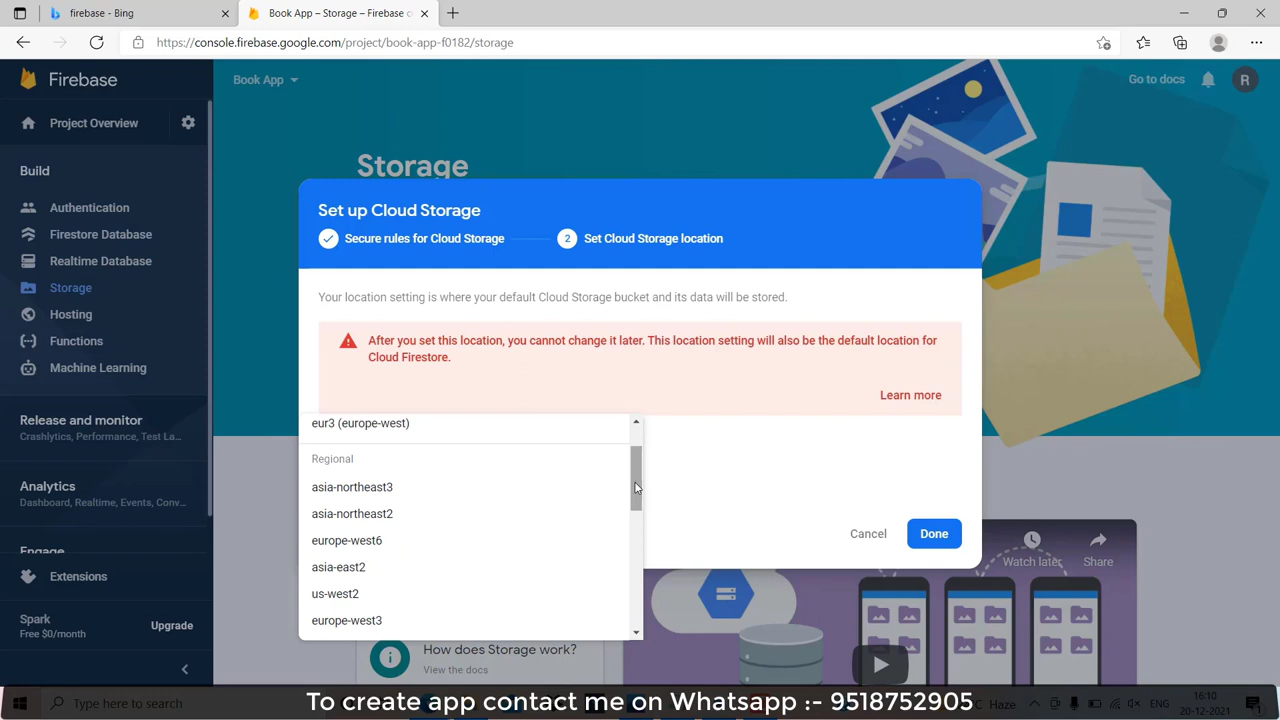 firebase - Bing
Book App – Storage – Firebase c
https://console.firebase.google.com/project/book-app-f0182/storage
Firebase
Book App
Go to docs
R
Project Overview
Build
Authentication
Firestore Database
Realtime Database
Storage
Hosting
Functions
Machine Learning
Release and monitor
Crashlytics, Performance, Test La...
Analytics
Dashboard, Realtime, Events, Conv...
Engage
Extensions
Spark
Free $0/month
Upgrade
Storage
Set up Cloud Storage
Secure rules for Cloud Storage
2 Set Cloud Storage location
Your location setting is where your default Cloud Storage bucket and its data will be stored.
After you set this location, you cannot change it later. This location setting will also be the default location for
Cloud Firestore.
Learn more
eur3 (europe-west)
Regional
asia-northeast3
asia-northeast2
europe-west6
asia-east2
us-west2
europe-west3
Cancel
Done
Watch later
Share
How does Storage work?
View the docs
Type here to search
C Haze
ENG
16:10
20-12-2021
To create app contact me on Whatsapp :- 9518752905